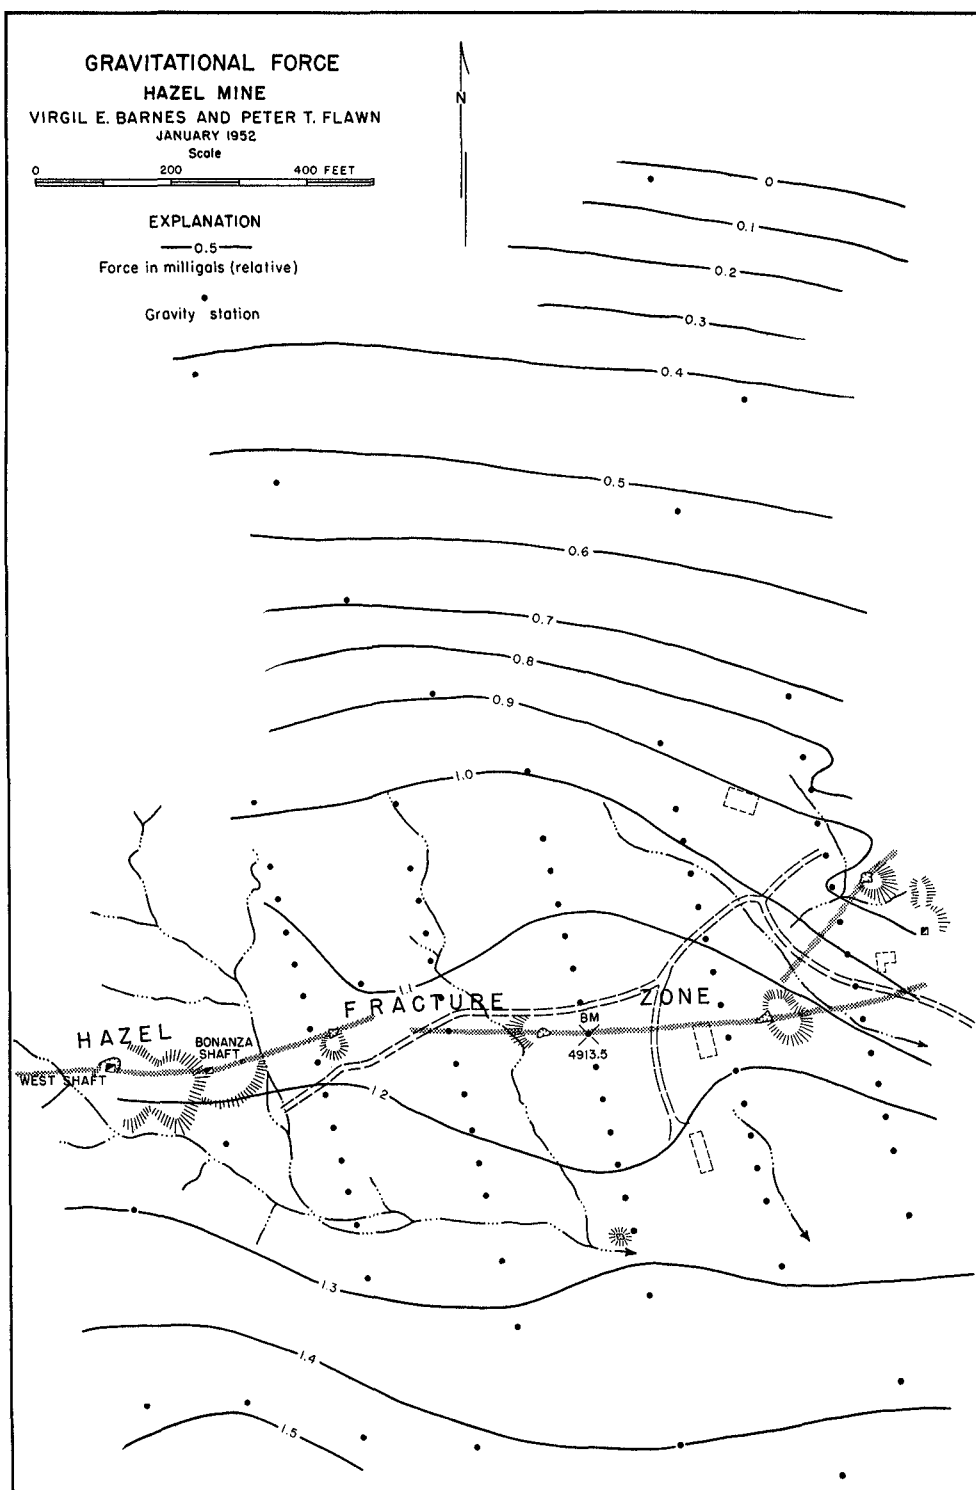 GRAVITATIONAL FORCE
HAZEL MINE
VIRGIL E. BARNES AND PETER T. FLAWN
JANUARY 1952
Scale
0 200 400 FEET
EXPLANATION
0.5
Force in milligals (relative)
Gravity station
N
0
0.1
0.2
0.3
0.4
0.5
0.6
0.7
0.8
0.9
1.0
1.1
HAZEL FRACTURE ZONE
BM
4913.5
BONANZA
SHAFT
WEST SHAFT
1.2
1.3
1.4
1.5